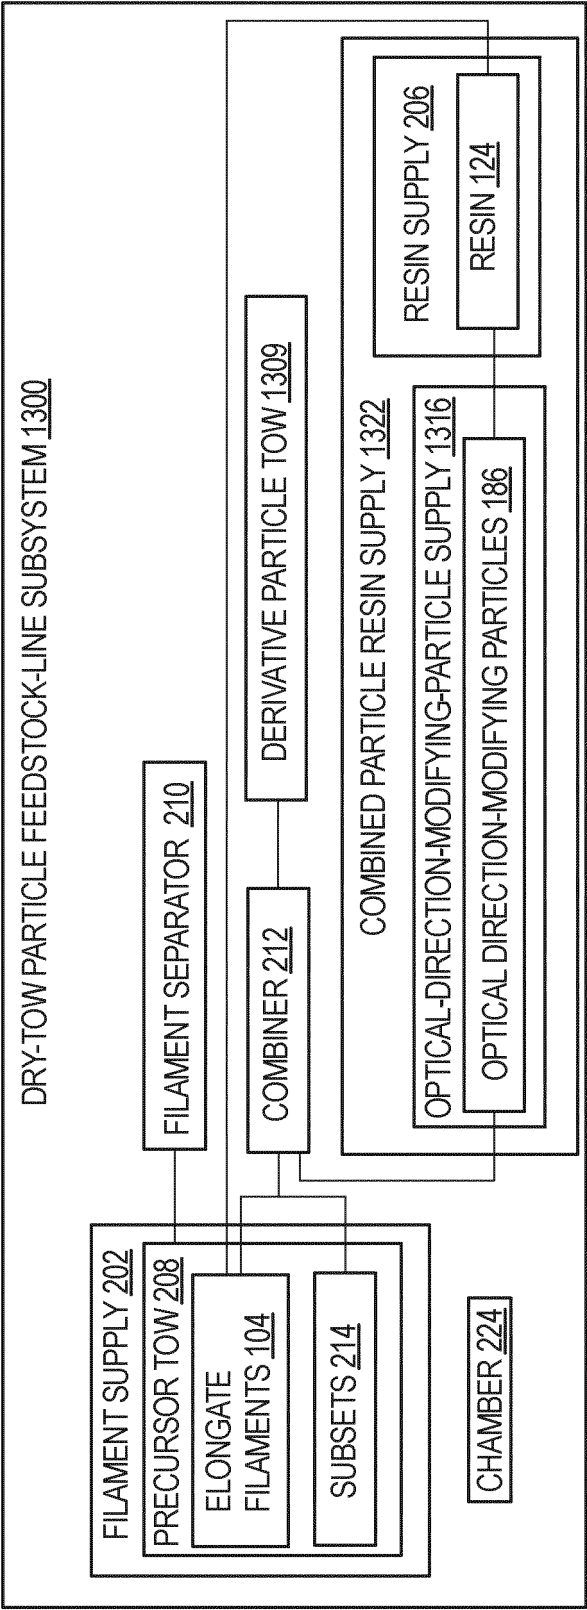 DRY-TOW PARTICLE FEEDSTOCK-LINE SUBSYSTEM 1300
FILAMENT SUPPLY 202
PRECURSOR TOW 208
ELONGATE
FILAMENTS 104
SUBSETS 214
CHAMBER 224
FILAMENT SEPARATOR 210
COMBINER 212
DERIVATIVE PARTICLE TOW 1309
COMBINED PARTICLE RESIN SUPPLY 1322
OPTICAL-DIRECTION-MODIFYING-PARTICLE SUPPLY 1316
OPTICAL DIRECTION-MODIFYING PARTICLES 186
RESIN SUPPLY 206
RESIN 124